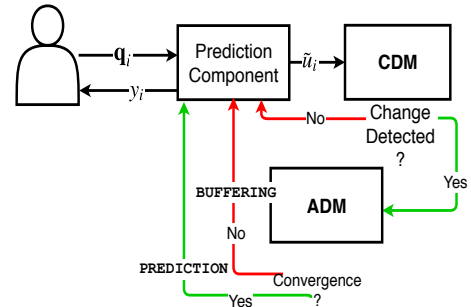 q_i
Prediction
Component
ũ_i
CDM
y_i
No
Change
Detected
?
Yes
BUFFERING
ADM
No
PREDICTION
Convergence
?
Yes